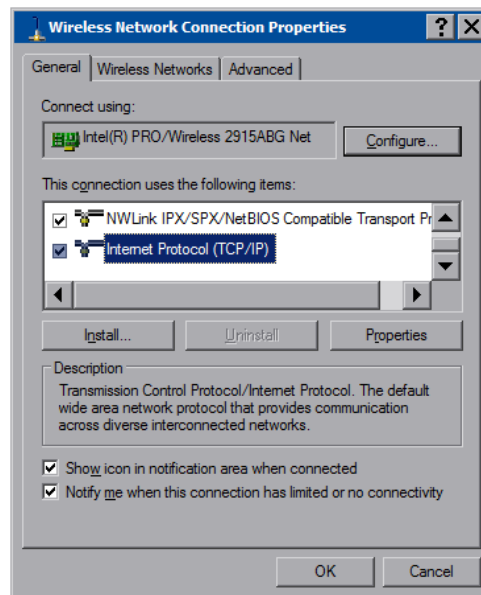 Wireless Network Connection Properties
General
Wireless Networks
Advanced
Connect using:
Intel(R) PRO/Wireless 2915ABG Net
Configure...
This connection uses the following items:
NWLink IPX/SPX/NetBIOS Compatible Transport Pr
Internet Protocol (TCP/IP)
Install...
Uninstall
Properties
Description
Transmission Control Protocol/Internet Protocol. The default
wide area network protocol that provides communication
across diverse interconnected networks.
Show icon in notification area when connected
Notify me when this connection has limited or no connectivity
OK
Cancel